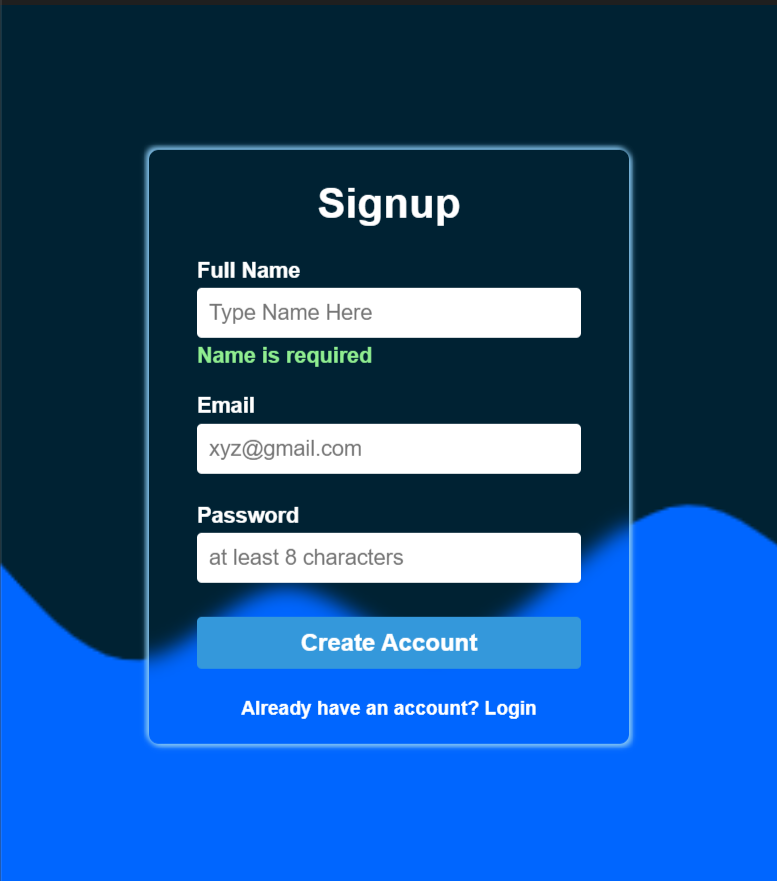 Signup
Full Name
Type Name Here
Name is required
Email
xyz@gmail.com
Password
at least 8 characters
Create Account
Already have an account? Login